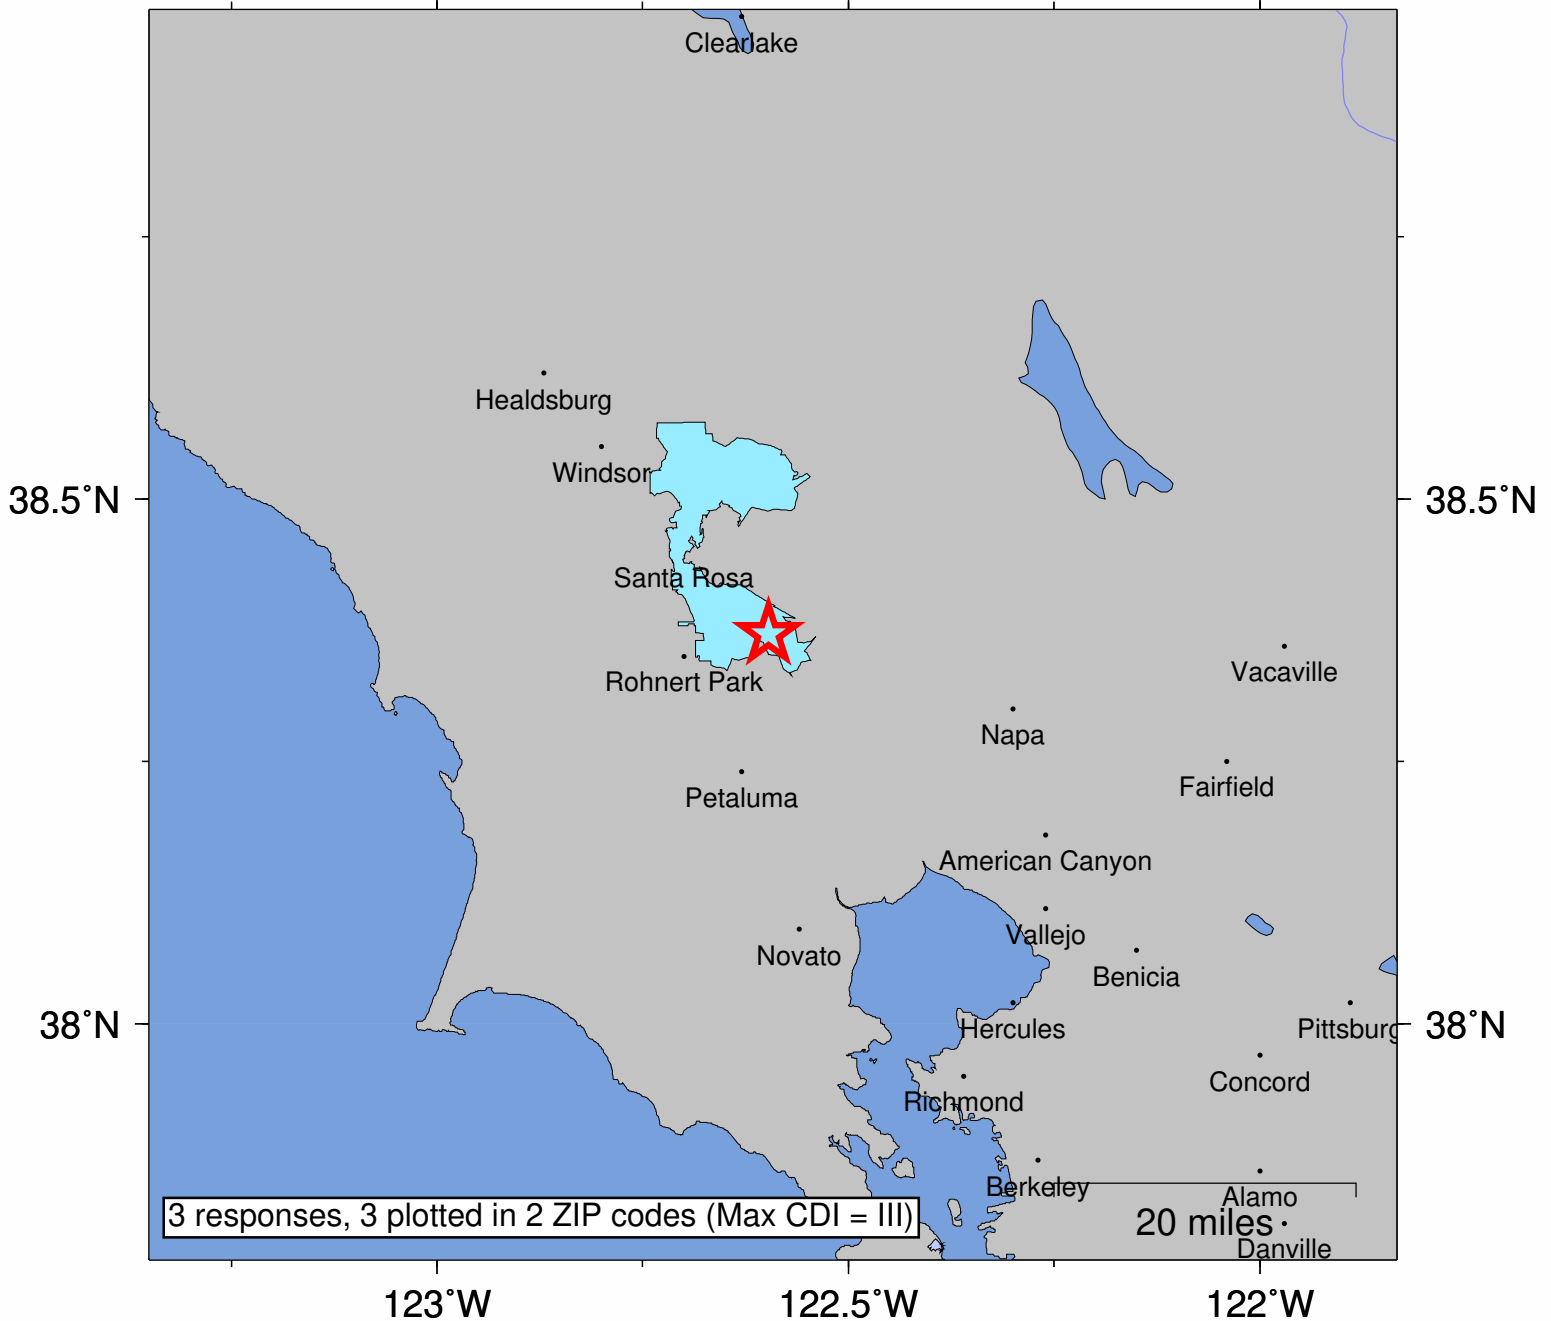 Clearlake
Healdsburg
Windsor
38.5°N
38.5°N
Santa Rosa
Rohnert Park
Vacaville
Napa
Fairfield
Petaluma
American Canyon
Vallejo
Novato
Benicia
38°N
Hercules
Pittsburg
38°N
Concord
Richmond
Berkeley
Alamo
3 responses, 3 plotted in 2 ZIP codes (Max CDI = III)
20 miles
Danville
123°W
122.5°W
122°W